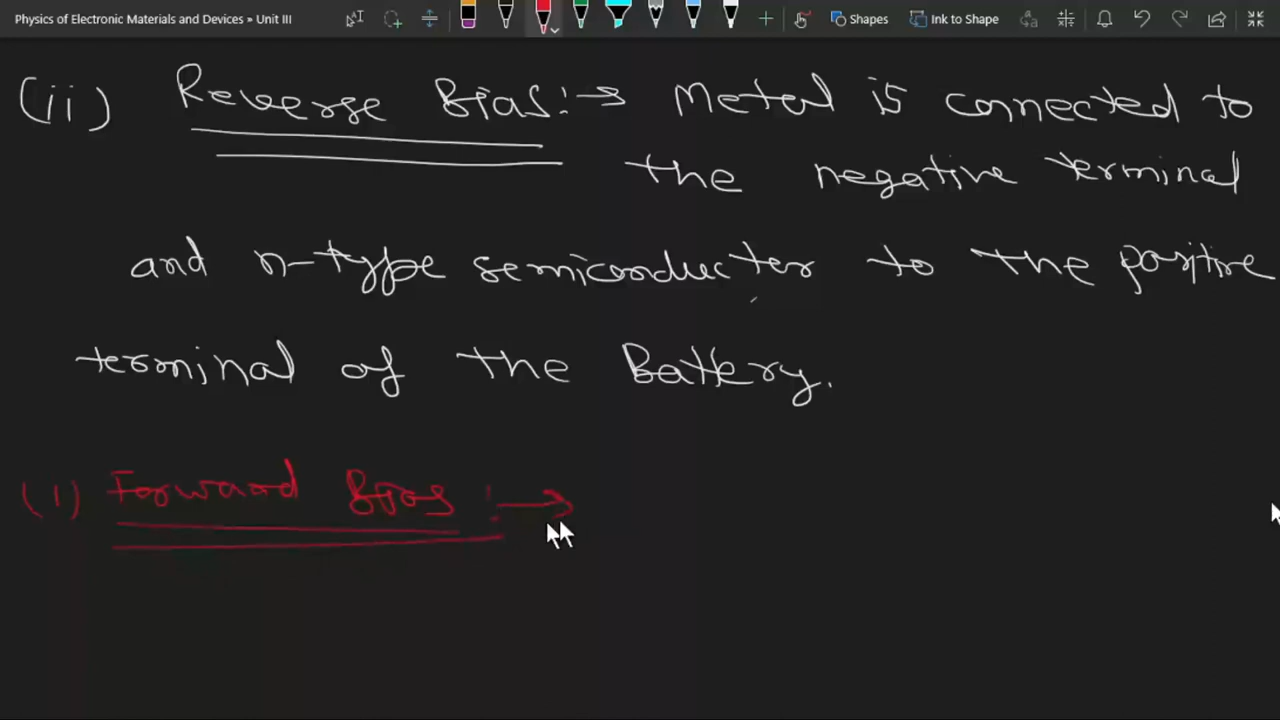 Physics of Electronic Materials and Devices » Unit III
Shapes
Ink to Shape
(ii) Reverse Bias :→ Metal is connected to
the negative terminal
and n-type semiconductor to the positive
terminal of the Battery.
(1) Forward Bias :→